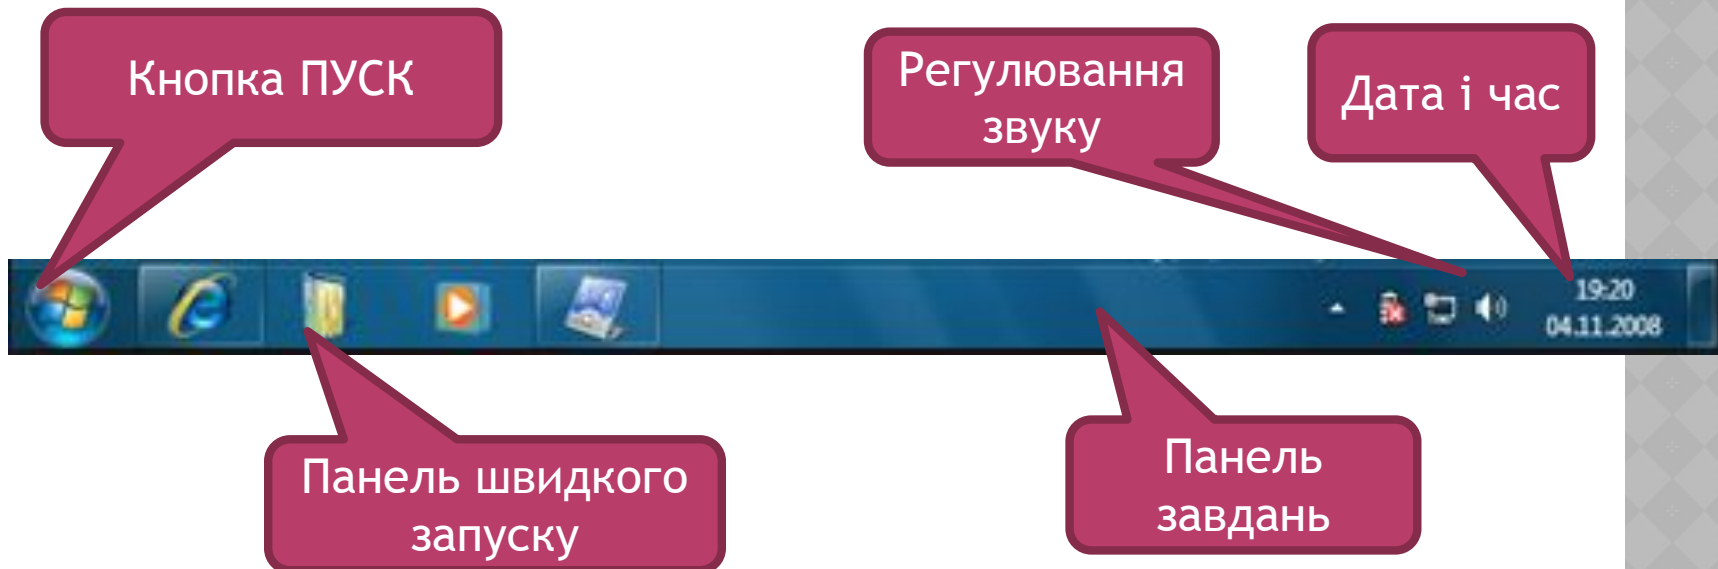 Кнопка ПУСК
Регулювання
звуку
Дата і час
19:20
04.11.2008
Панель швидкого
запуску
Панель
завдань